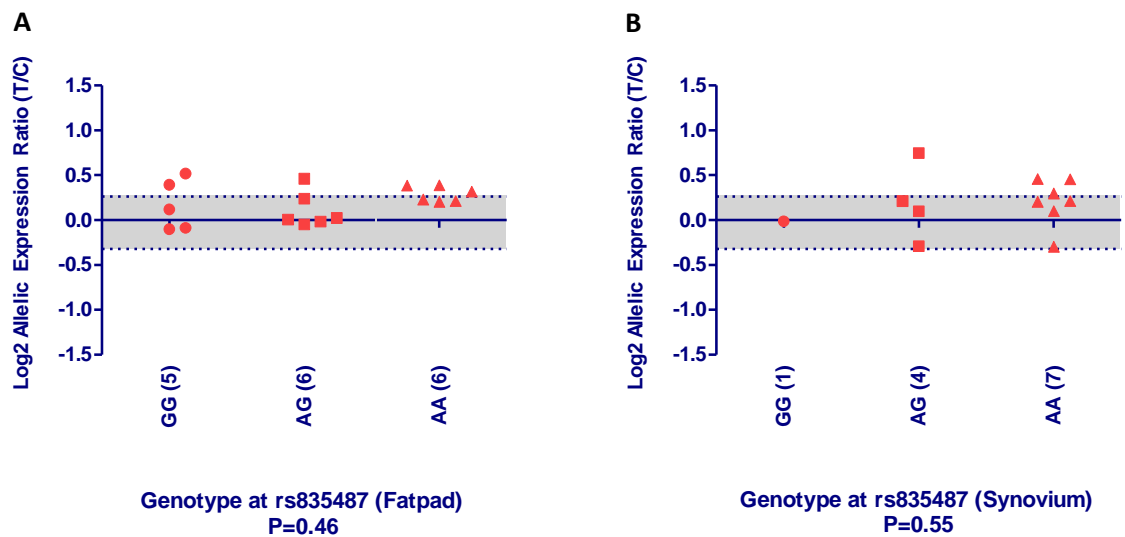 A
Log2 Allelic Expression Ratio (T/C)
1.5
1.0
0.5
0.0
-0.5
-1.0
-1.5
GG (5)
AG (6)
AA (6)
Genotype at rs835487 (Fatpad)
P=0.46
B
Log2 Allelic Expression Ratio (T/C)
1.5
1.0
0.5
0.0
-0.5
-1.0
-1.5
GG (1)
AG (4)
AA (7)
Genotype at rs835487 (Synovium)
P=0.55